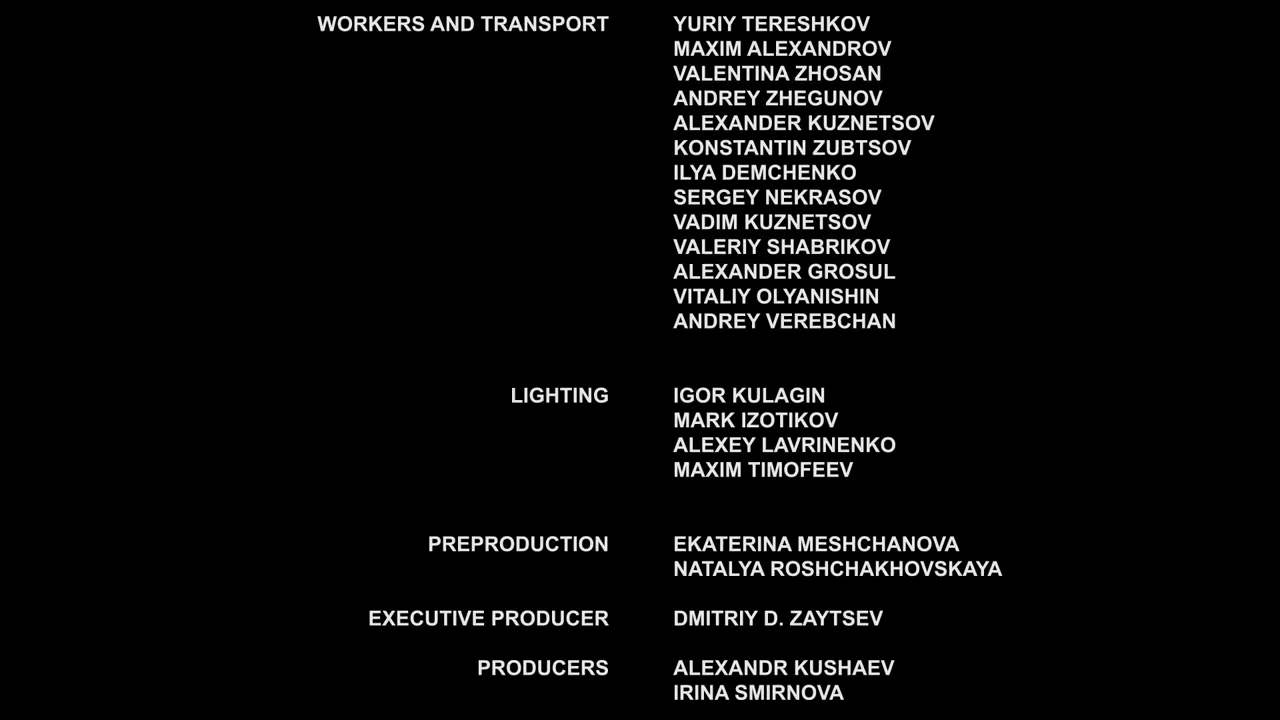 WORKERS AND TRANSPORT YURIY TERESHKOV
MAXIM ALEXANDROV
VALENTINA ZHOSAN
ANDREY ZHEGUNOV
ALEXANDER KUZNETSOV
KONSTANTIN ZUBTSOV
ILYA DEMCHENKO
SERGEY NEKRASOV
VADIM KUZNETSOV
VALERIY SHABRIKOV
ALEXANDER GROSUL
VITALIY OLYANISHIN
ANDREY VEREBCHAN
LIGHTING IGOR KULAGIN
MARK IZOTIKOV
ALEXEY LAVRINENKO
MAXIM TIMOFEEV
PREPRODUCTION EKATERINA MESHCHANOVA
NATALYA ROSHCHAKHOVSKAYA
EXECUTIVE PRODUCER DMITRIY D. ZAYTSEV
PRODUCERS ALEXANDR KUSHAEV
IRINA SMIRNOVA